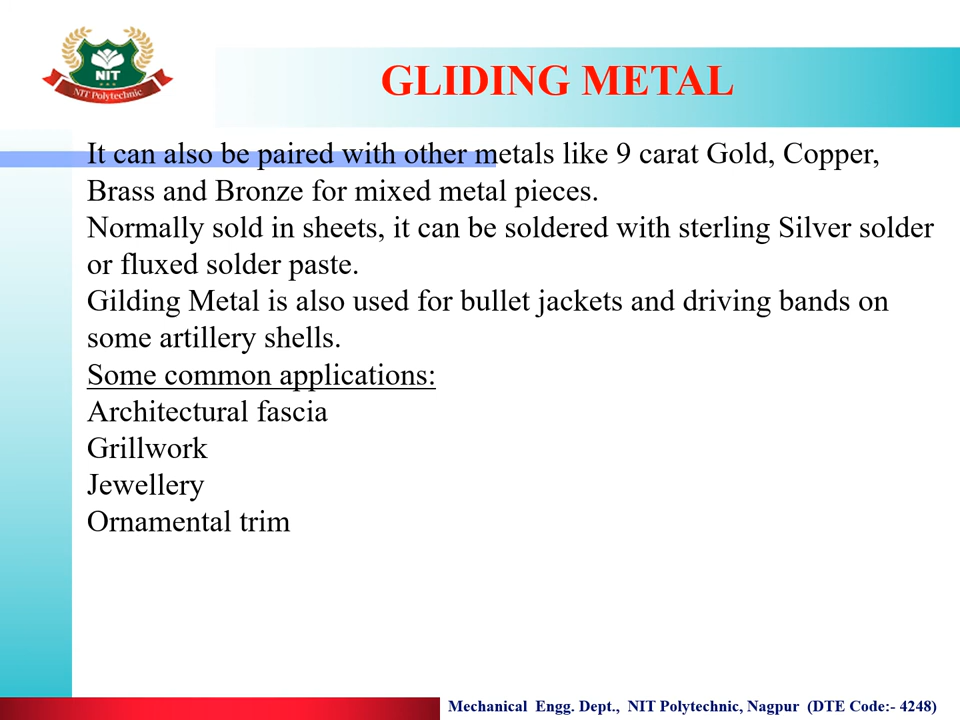 NIT
NIT Polytechnic
GLIDING METAL
It can also be paired with other metals like 9 carat Gold, Copper,
Brass and Bronze for mixed metal pieces.
Normally sold in sheets, it can be soldered with sterling Silver solder
or fluxed solder paste.
Gilding Metal is also used for bullet jackets and driving bands on
some artillery shells.
Some common applications:
Architectural fascia
Grillwork
Jewellery
Ornamental trim
Mechanical Engg. Dept., NIT Polytechnic, Nagpur (DTE Code:- 4248)